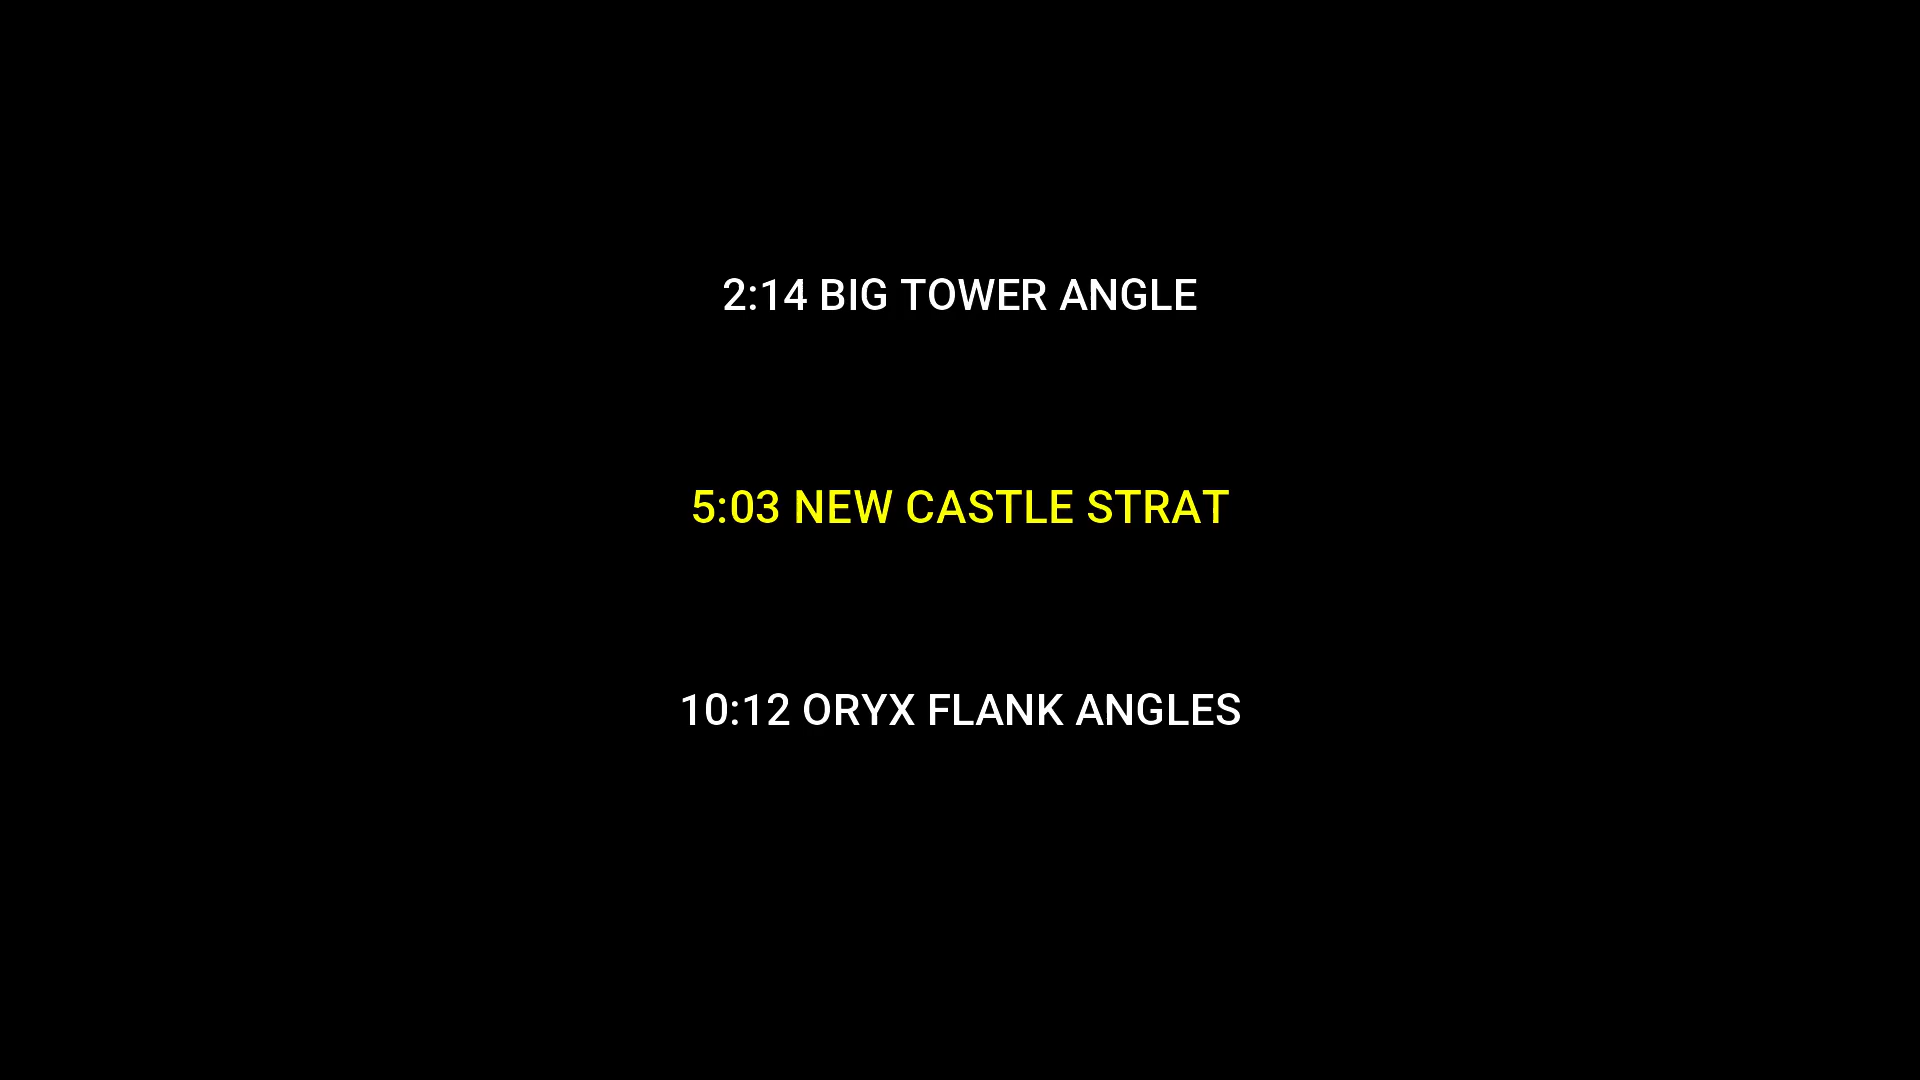 2:14 BIG TOWER ANGLE
5:03 NEW CASTLE STRAT
10:12 ORYX FLANK ANGLES